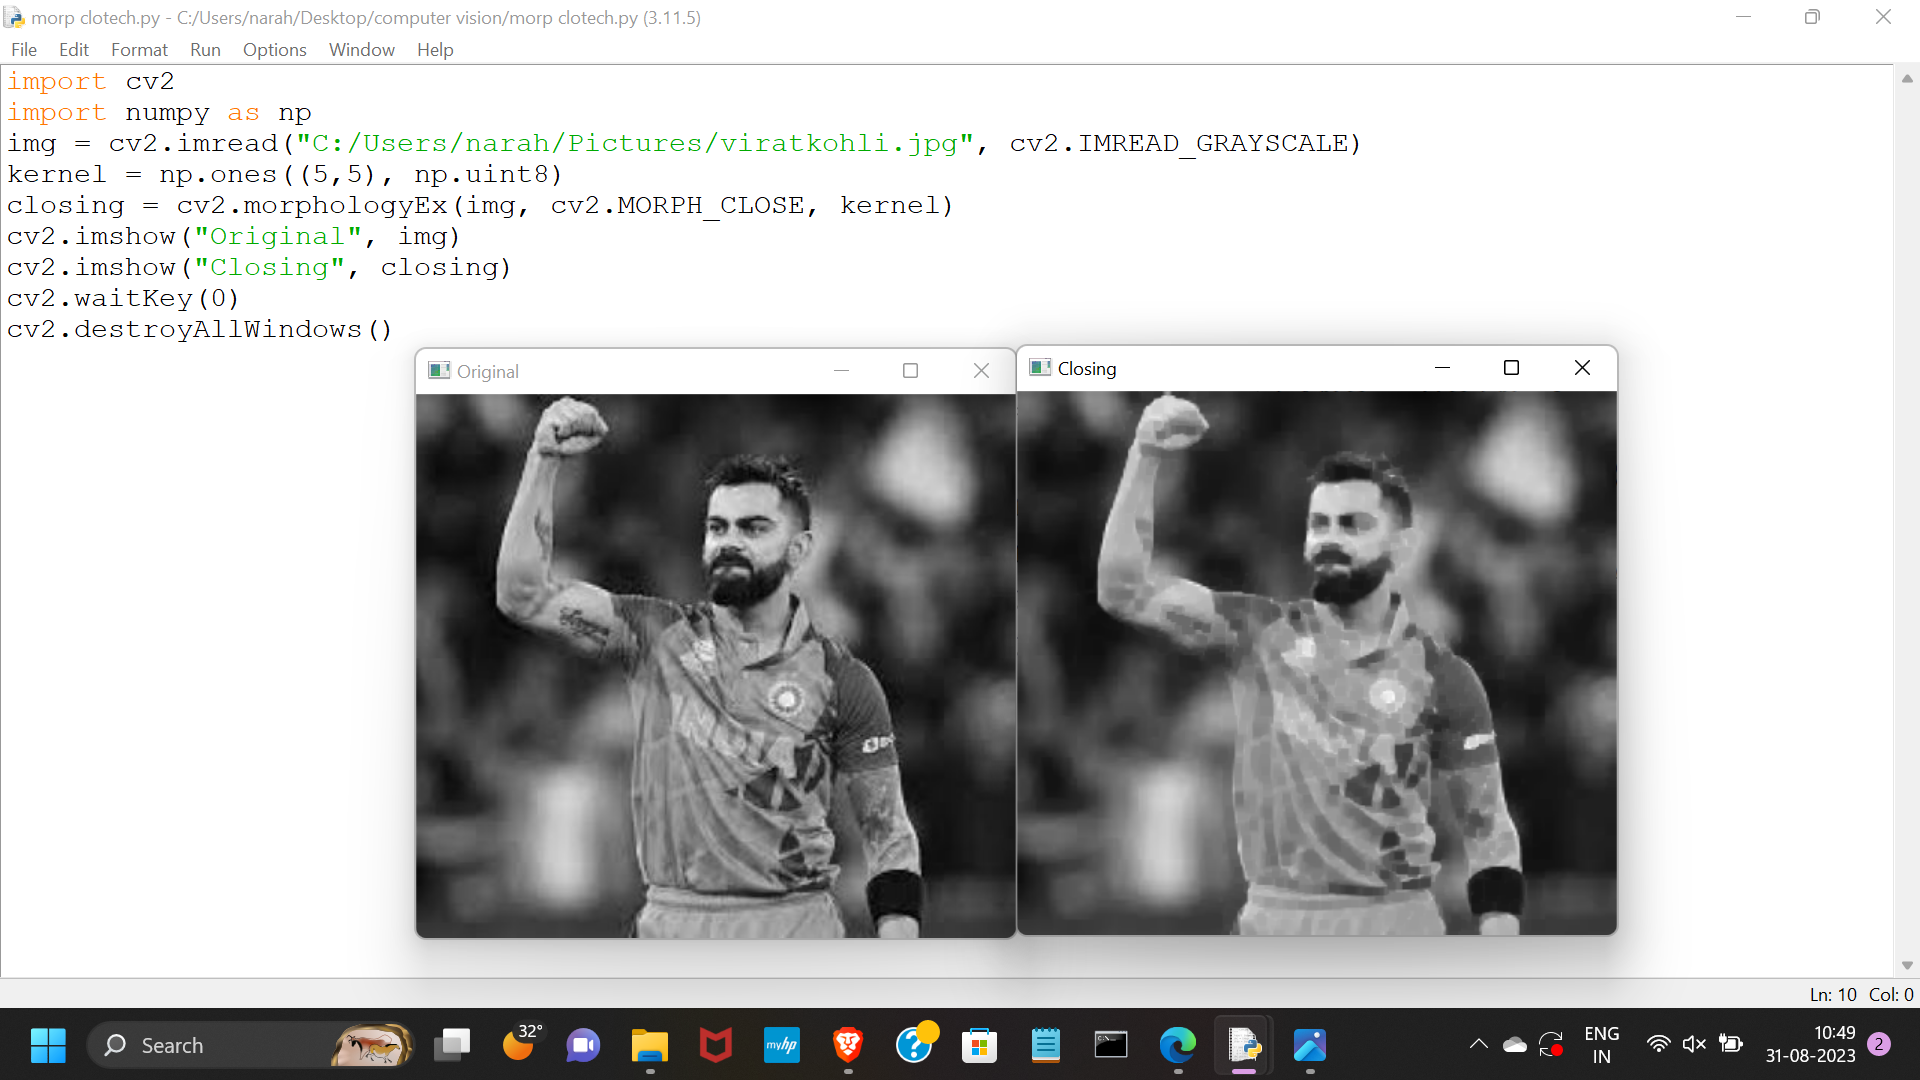 morp clotech.py - C:/Users/narah/Desktop/computer vision/morp clotech.py (3.11.5)
File Edit Format Run Options Window Help
import cv2
import numpy as np
img = cv2.imread("C:/Users/narah/Pictures/viratkohli.jpg", cv2.IMREAD_GRAYSCALE)
kernel = np.ones((5,5), np.uint8)
closing = cv2.morphologyEx(img, cv2.MORPH_CLOSE, kernel)
cv2.imshow("Original", img)
cv2.imshow("Closing", closing)
cv2.waitKey(0)
cv2.destroyAllWindows()
Original
Closing
Ln: 10 Col: 0
Search
32°
myhp
ENG
IN
10:49
31-08-2023
2